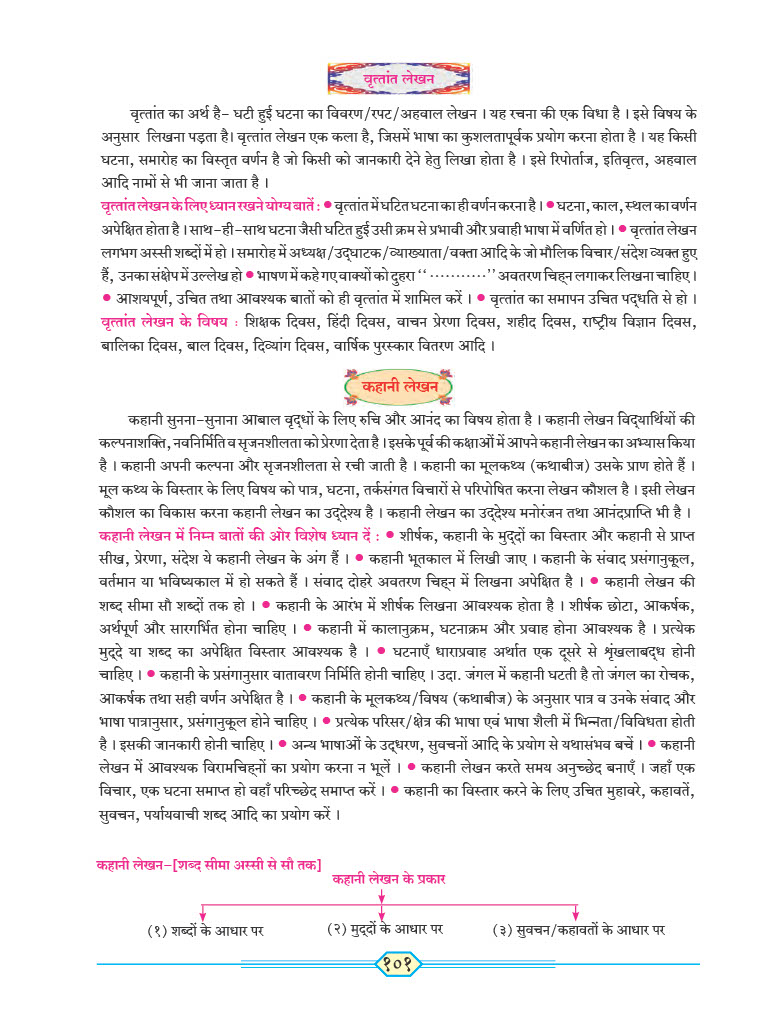 वृत्तांत लेखन
वृत्तांत का अर्थ है- घटी हुई घटना का विवरण/रपट/अहवाल लेखन । यह रचना की एक विधा है । इसे विषय के
अनुसार लिखना पड़ता है। वृत्तांत लेखन एक कला है, जिसमें भाषा का कुशलतापूर्वक प्रयोग करना होता है । यह किसी
घटना, समारोह का विस्तृत वर्णन है जो किसी को जानकारी देने हेतु लिखा होता है । इसे रिपोर्ताज, इतिवृत्त, अहवाल
आदि नामों से भी जाना जाता है ।
वृत्तांत लेखन के लिए ध्यान रखने योग्य बातें : ● वृत्तांत में घटित घटना का ही वर्णन करना है । ● घटना, काल, स्थल का वर्णन
अपेक्षित होता है । साथ-ही-साथ घटना जैसी घटित हुई उसी क्रम से प्रभावी और प्रवाही भाषा में वर्णित हो । ● वृत्तांत लेखन
लगभग अस्सी शब्दों में हो । समारोह में अध्यक्ष/उद्घाटक/व्याख्याता/वक्ता आदि के जो मौलिक विचार/संदेश व्यक्त हुए
हैं, उनका संक्षेप में उल्लेख हो ● भाषण में कहे गए वाक्यों को दुहरा ‘‘ ...........’’ अवतरण चिह्न लगाकर लिखना चाहिए ।
● आशयपूर्ण, उचित तथा आवश्यक बातों को ही वृत्तांत में शामिल करें । ● वृत्तांत का समापन उचित पद्धति से हो ।
वृत्तांत लेखन के विषय : शिक्षक दिवस, हिंदी दिवस, वाचन प्रेरणा दिवस, शहीद दिवस, राष्ट्रीय विज्ञान दिवस,
बालिका दिवस, बाल दिवस, दिव्यांग दिवस, वार्षिक पुरस्कार वितरण आदि ।
कहानी लेखन
कहानी सुनना-सुनाना आबाल वृद्धों के लिए रुचि और आनंद का विषय होता है । कहानी लेखन विद्यार्थियों की
कल्पनाशक्ति, नवनिर्मिति व सृजनशीलता को प्रेरणा देता है । इसके पूर्व की कक्षाओं में आपने कहानी लेखन का अभ्यास किया
है । कहानी अपनी कल्पना और सृजनशीलता से रची जाती है । कहानी का मूलकथ्य (कथाबीज) उसके प्राण होते हैं ।
मूल कथ्य के विस्तार के लिए विषय को पात्र, घटना, तर्कसंगत विचारों से परिपोषित करना लेखन कौशल है । इसी लेखन
कौशल का विकास करना कहानी लेखन का उद्देश्य है । कहानी लेखन का उद्देश्य मनोरंजन तथा आनंदप्राप्ति भी है ।
कहानी लेखन में निम्न बातों की ओर विशेष ध्यान दें : ● शीर्षक, कहानी के मुद्दों का विस्तार और कहानी से प्राप्त
सीख, प्रेरणा, संदेश ये कहानी लेखन के अंग हैं । ● कहानी भूतकाल में लिखी जाए । कहानी के संवाद प्रसंगानुकूल,
वर्तमान या भविष्यकाल में हो सकते हैं । संवाद दोहरे अवतरण चिह्न में लिखना अपेक्षित है । ● कहानी लेखन की
शब्द सीमा सौ शब्दों तक हो । ● कहानी के आरंभ में शीर्षक लिखना आवश्यक होता है । शीर्षक छोटा, आकर्षक,
अर्थपूर्ण और सारगर्भित होना चाहिए । ● कहानी में कालानुक्रम, घटनाक्रम और प्रवाह होना आवश्यक है । प्रत्येक
मुद्दे या शब्द का अपेक्षित विस्तार आवश्यक है । ● घटनाएँ धाराप्रवाह अर्थात एक दूसरे से शृंखलाबद्ध होनी
चाहिए । ● कहानी के प्रसंगानुसार वातावरण निर्मिति होनी चाहिए । उदा. जंगल में कहानी घटती है तो जंगल का रोचक,
आकर्षक तथा सही वर्णन अपेक्षित है । ● कहानी के मूलकथ्य/विषय (कथाबीज) के अनुसार पात्र व उनके संवाद और
भाषा पात्रानुसार, प्रसंगानुकूल होने चाहिए । ● प्रत्येक परिसर/क्षेत्र की भाषा एवं भाषा शैली में भिन्नता/विविधता होती
है । इसकी जानकारी होनी चाहिए । ● अन्य भाषाओं के उद्धरण, सुवचनों आदि के प्रयोग से यथासंभव बचें । ● कहानी
लेखन में आवश्यक विरामचिह्नों का प्रयोग करना न भूलें । ● कहानी लेखन करते समय अनुच्छेद बनाएँ । जहाँ एक
विचार, एक घटना समाप्त हो वहाँ परिच्छेद समाप्त करें । ● कहानी का विस्तार करने के लिए उचित मुहावरे, कहावतें,
सुवचन, पर्यायवाची शब्द आदि का प्रयोग करें ।
कहानी लेखन-[शब्द सीमा अस्सी से सौ तक]
कहानी लेखन के प्रकार
(१) शब्दों के आधार पर (२) मुद्दों के आधार पर (३) सुवचन/कहावतों के आधार पर
१०१